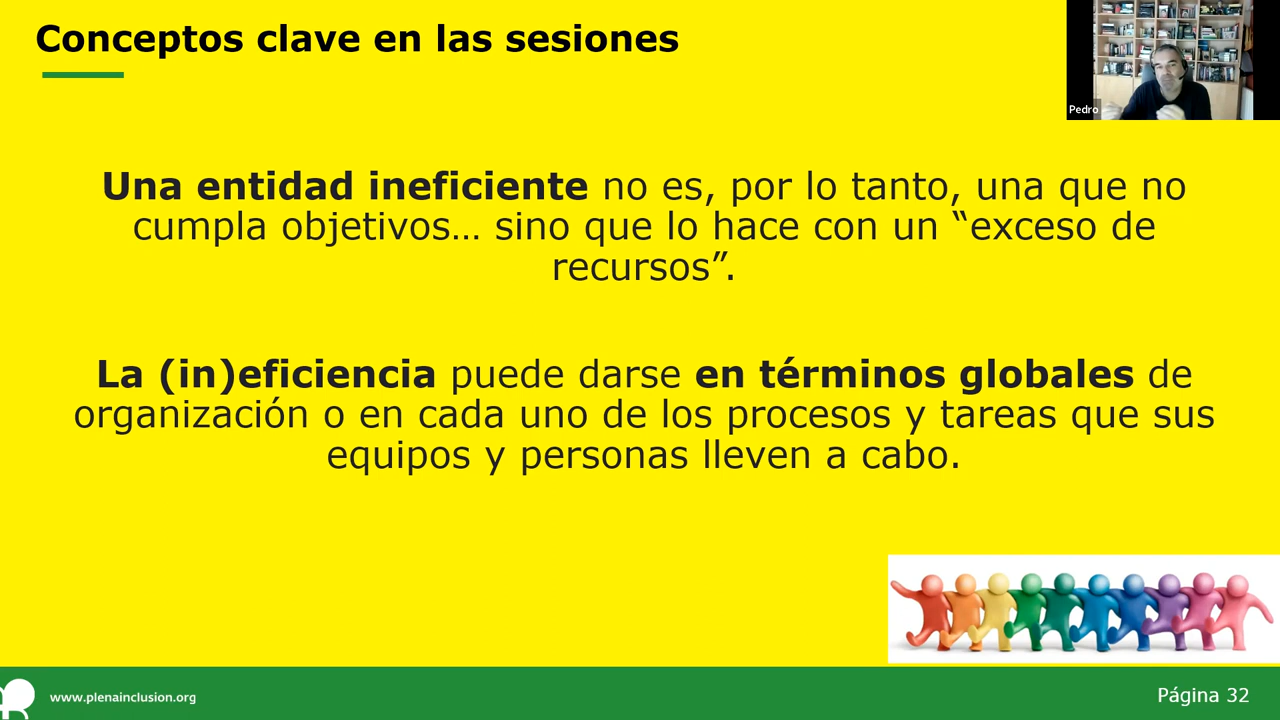 Conceptos clave en las sesiones
Pedro
Una entidad ineficiente no es, por lo tanto, una que no
cumpla objetivos… sino que lo hace con un “exceso de
recursos”.
La (in)eficiencia puede darse en términos globales de
organización o en cada uno de los procesos y tareas que sus
equipos y personas lleven a cabo.
www.plenainclusion.org
Página 32